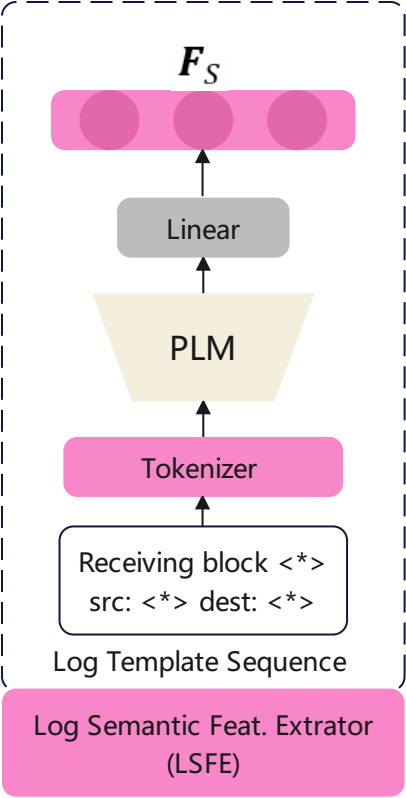 F_S
Linear
PLM
Tokenizer
Receiving block <*>
src: <*> dest: <*>
Log Template Sequence
Log Semantic Feat. Extrator
(LSFE)